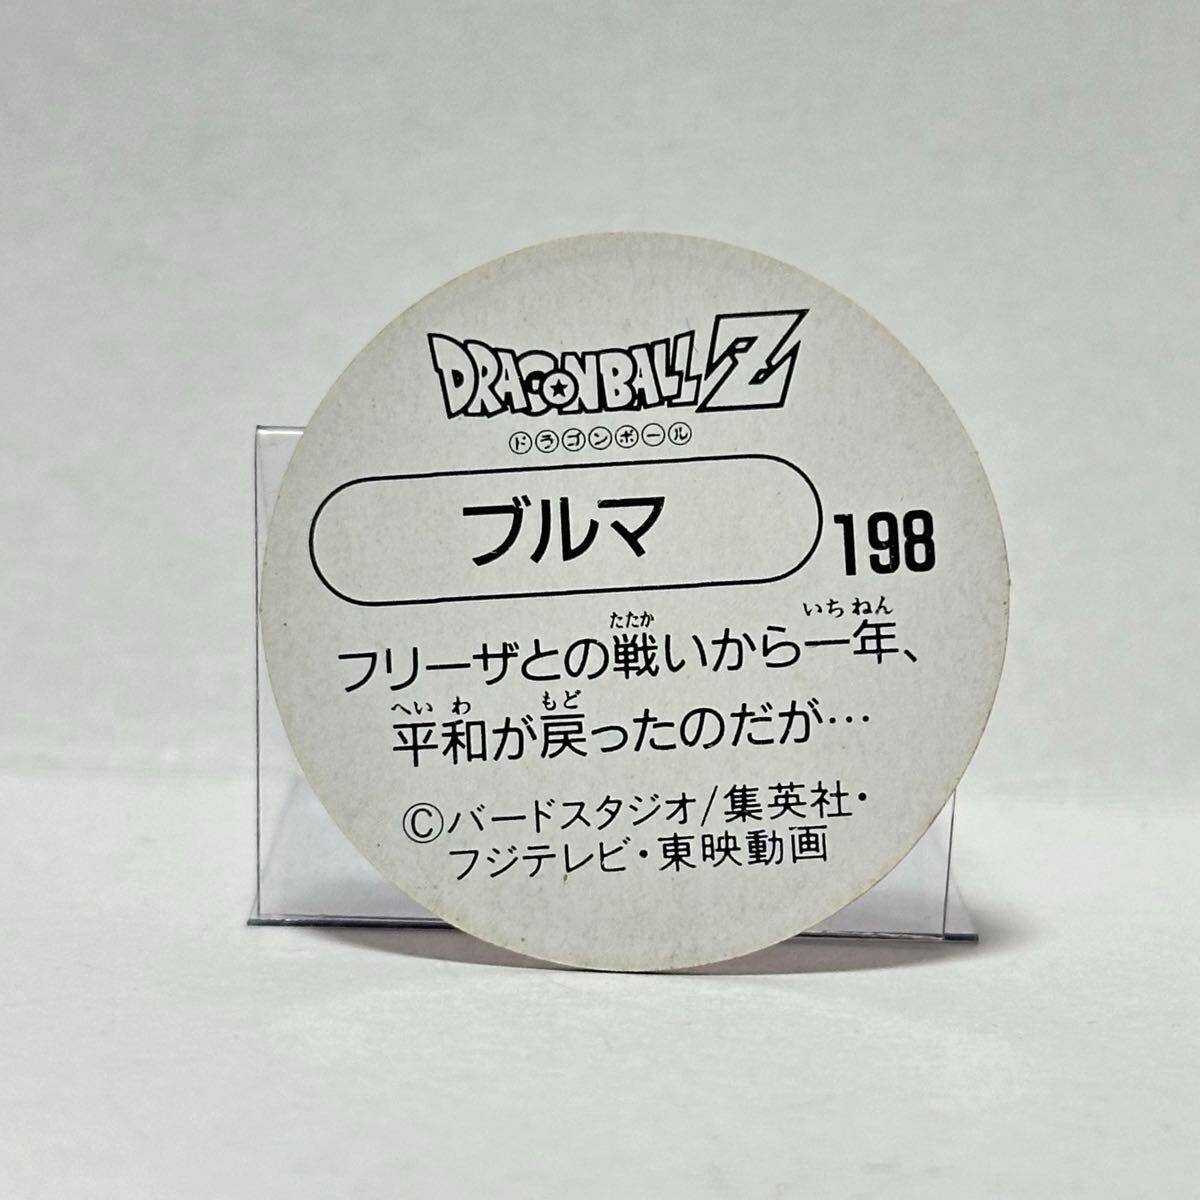 DRAGONBALL Z
ドラゴンボール
ブルマ
198
たたか いちねん
フリーザとの戦いから一年、
へいわ もど
平和が戻ったのだが…
©バードスタジオ/集英社・
フジテレビ・東映動画